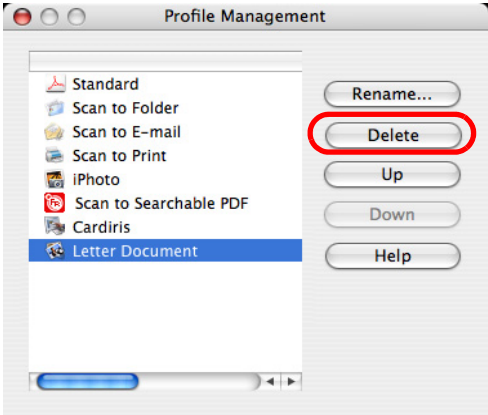 Profile Management
Standard
Scan to Folder
Scan to E-mail
Scan to Print
iPhoto
Scan to Searchable PDF
Cardiris
Letter Document
Rename...
Delete
Up
Down
Help